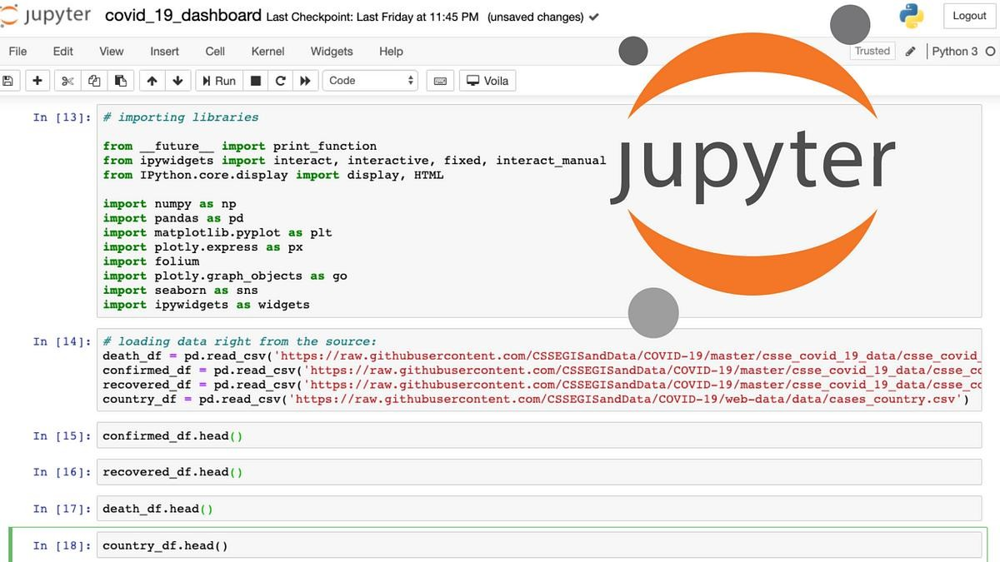 jupyter covid_19_dashboard Last Checkpoint: Last Friday at 11:45 PM (unsaved changes) Logout
File Edit View Insert Cell Kernel Widgets Help Trusted Python 3
Run Code Voila
jupyter
In [13]: # importing libraries
from __future__ import print_function
from ipywidgets import interact, interactive, fixed, interact_manual
from IPython.core.display import display, HTML
import numpy as np
import pandas as pd
import matplotlib.pyplot as plt
import plotly.express as px
import folium
import plotly.graph_objects as go
import seaborn as sns
import ipywidgets as widgets
In [14]: # loading data right from the source:
death_df = pd.read_csv('https://raw.githubusercontent.com/CSSEGISandData/COVID-19/master/csse_covid_19_data/csse_covid_
confirmed_df = pd.read_csv('https://raw.githubusercontent.com/CSSEGISandData/COVID-19/master/csse_covid_19_data/csse_co
recovered_df = pd.read_csv('https://raw.githubusercontent.com/CSSEGISandData/COVID-19/master/csse_covid_19_data/csse_co
country_df = pd.read_csv('https://raw.githubusercontent.com/CSSEGISandData/COVID-19/web-data/data/cases_country.csv')
In [15]: confirmed_df.head()
In [16]: recovered_df.head()
In [17]: death_df.head()
In [18]: country_df.head()